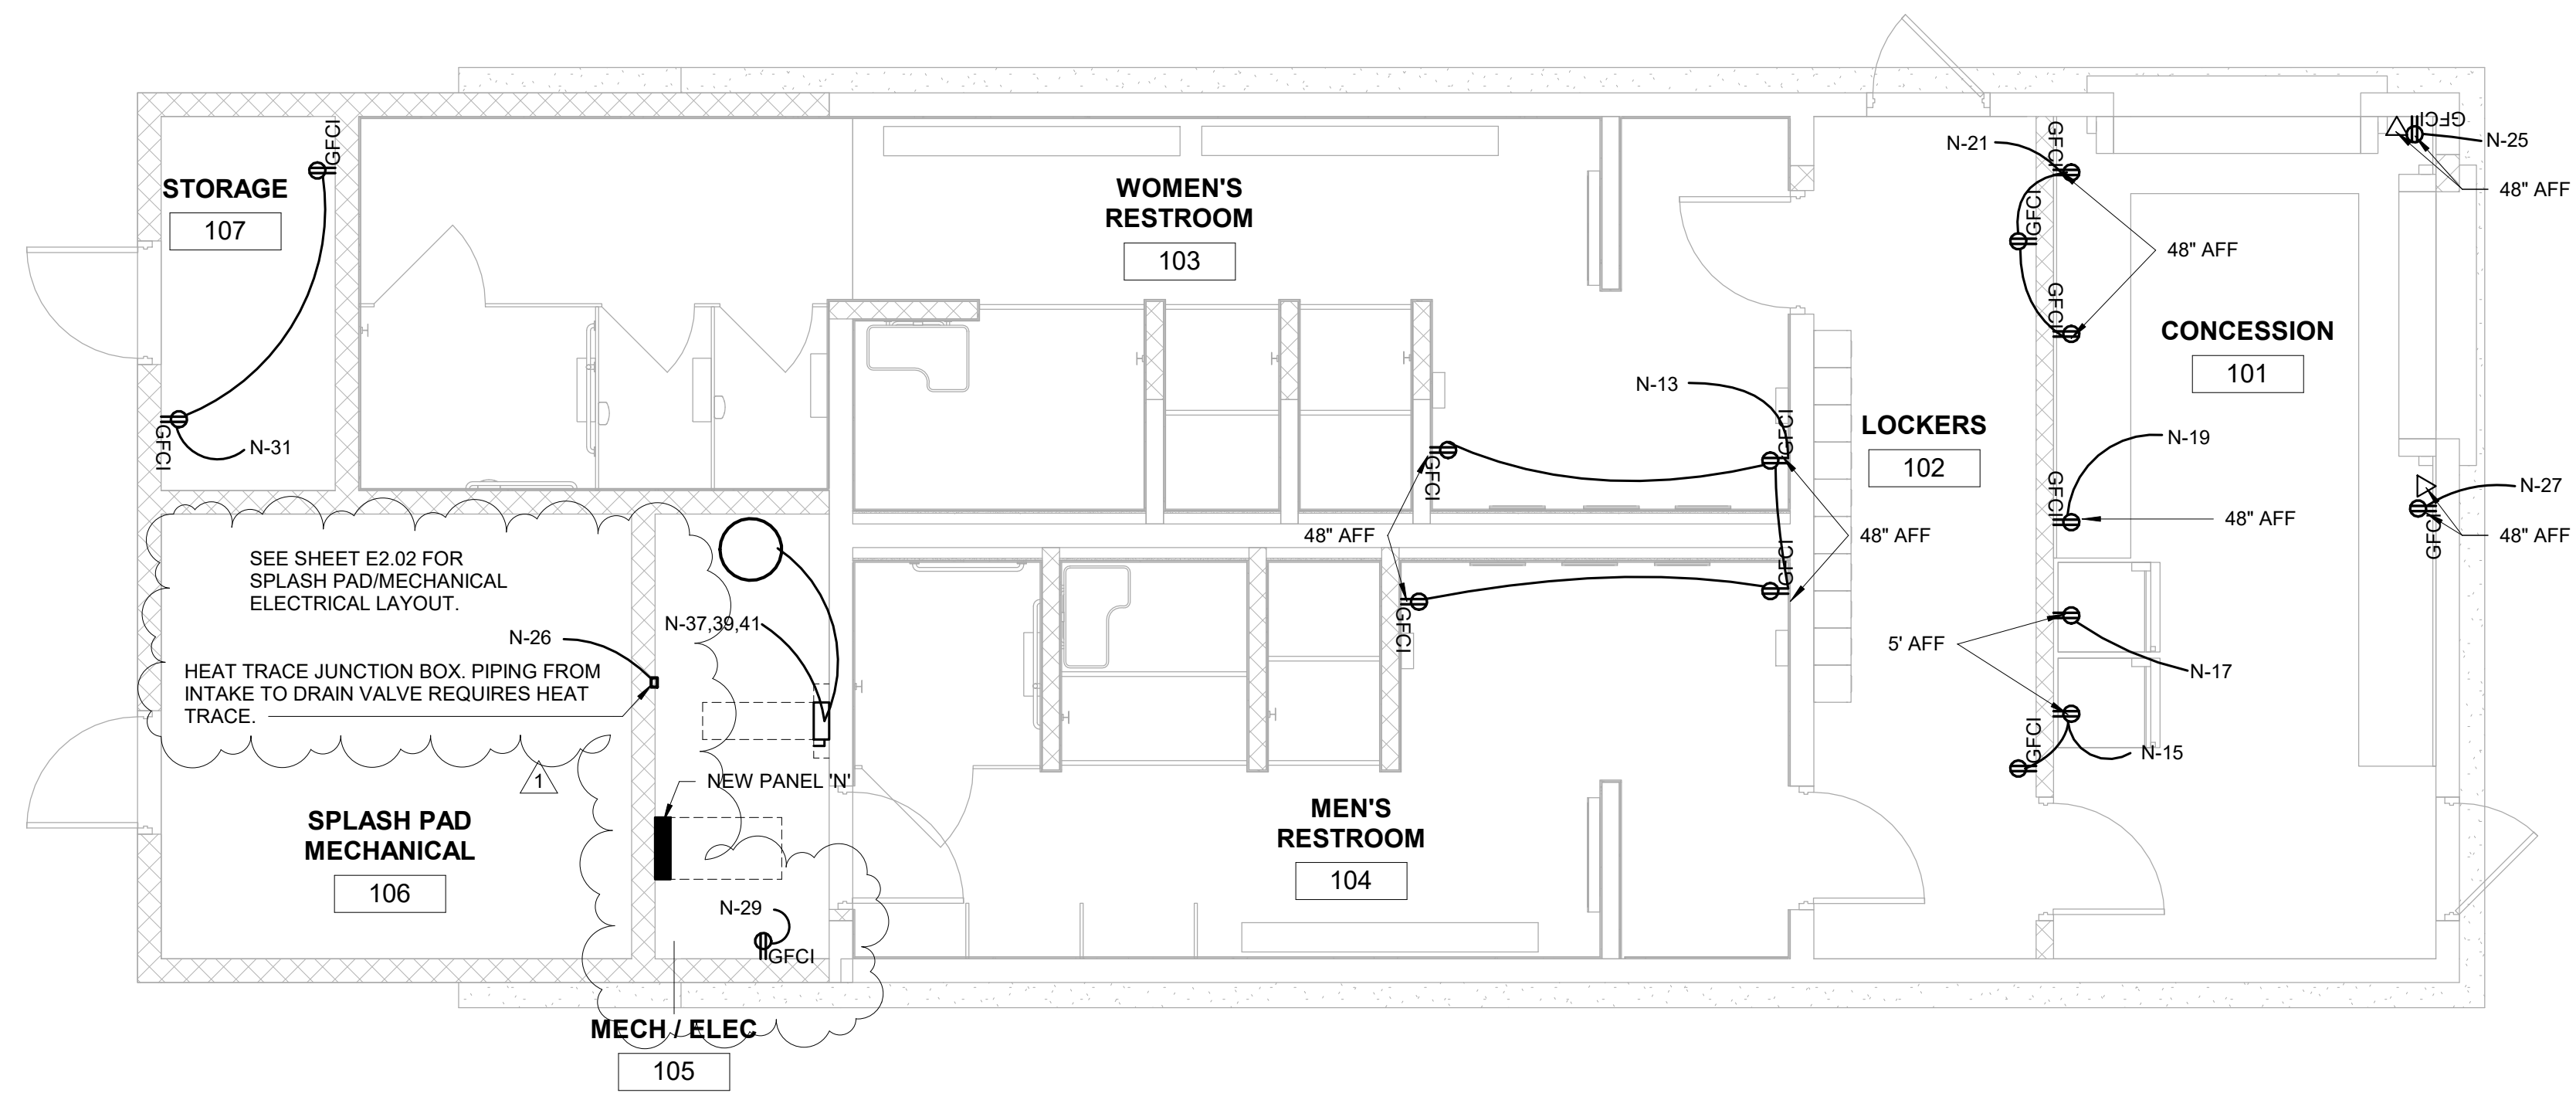 STORAGE
107
GFCI
GFCI
N-31
WOMEN'S
RESTROOM
103
N-21
GFCI
GFCI
GFCI
48" AFF
GFCI
N-25
48" AFF
CONCESSION
101
N-13
GFCI
GFCI
48" AFF
GFCI
48" AFF
GFCI
LOCKERS
102
N-19
GFCI
48" AFF
N-27
GFCI
48" AFF
SEE SHEET E2.02 FOR
SPLASH PAD/MECHANICAL
ELECTRICAL LAYOUT.
N-26
HEAT TRACE JUNCTION BOX. PIPING FROM
INTAKE TO DRAIN VALVE REQUIRES HEAT
TRACE.
N-37,39,41
1
NEW PANEL 'N'
5' AFF
N-17
GFCI
N-15
SPLASH PAD
MECHANICAL
106
MEN'S
RESTROOM
104
N-29
GFCI
MECH / ELEC
105